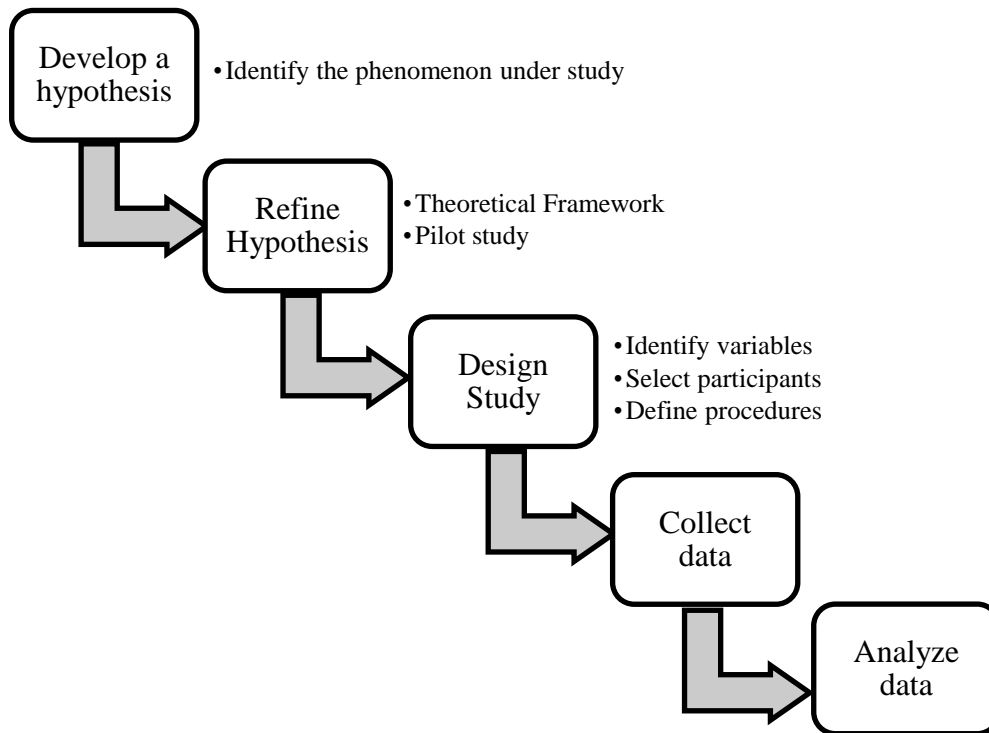 Develop a
hypothesis
•Identify the phenomenon under study
Refine
Hypothesis
•Theoretical Framework
•Pilot study
Design
Study
•Identify variables
•Select participants
•Define procedures
Collect
data
Analyze
data